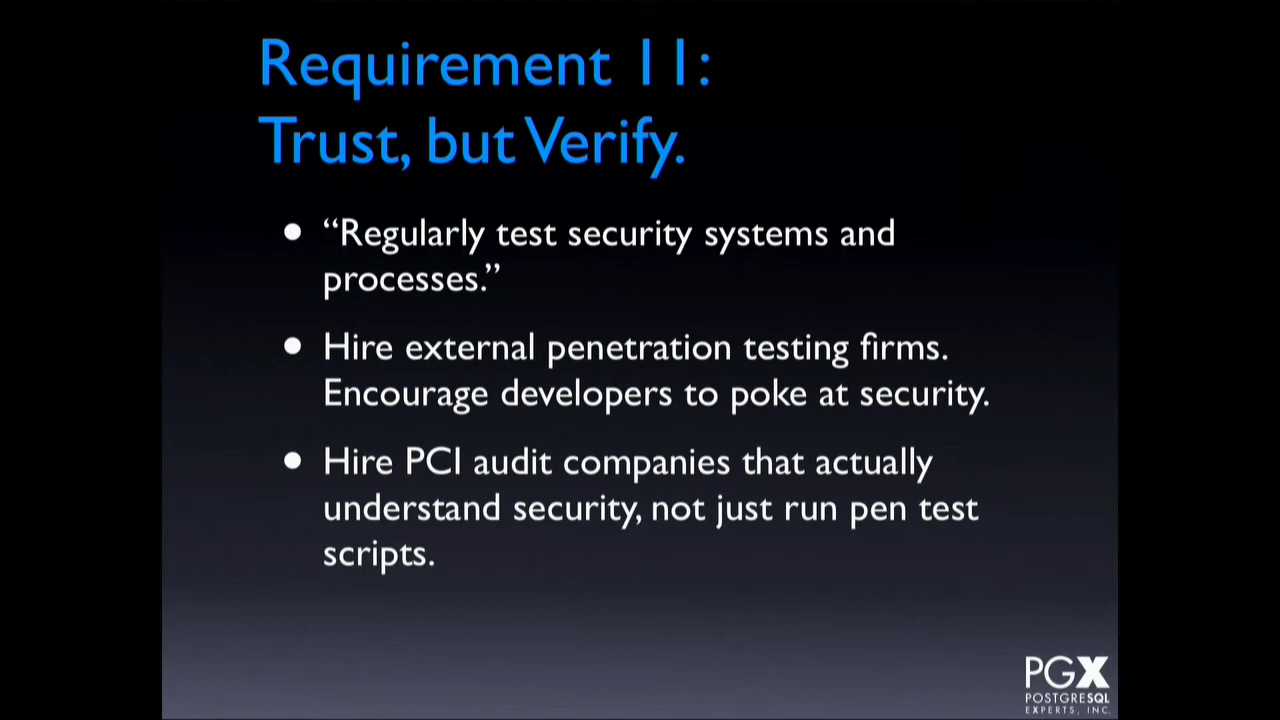 Requirement 11:
Trust, but Verify.
• “Regularly test security systems and
processes.”
• Hire external penetration testing firms.
Encourage developers to poke at security.
• Hire PCI audit companies that actually
understand security, not just run pen test
scripts.
PGX
POSTGRESQL
EXPERTS, INC.